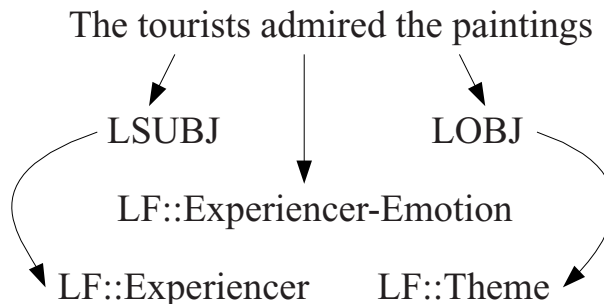 The tourists admired the paintings
LSUBJ LOBJ
LF::Experiencer-Emotion
LF::Experiencer LF::Theme